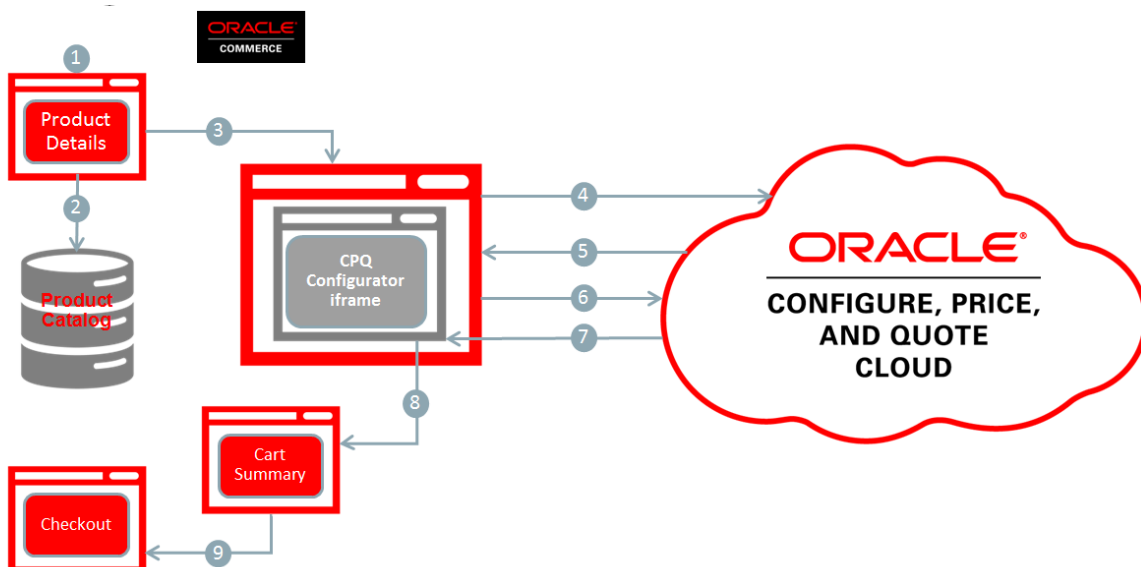 ORACLE
COMMERCE
1
Product
Details
2
3
Product
Catalog
CPQ
Configurator
iframe
4
5
6
7
ORACLE®
CONFIGURE, PRICE,
AND QUOTE
CLOUD
8
Cart
Summary
Checkout
9